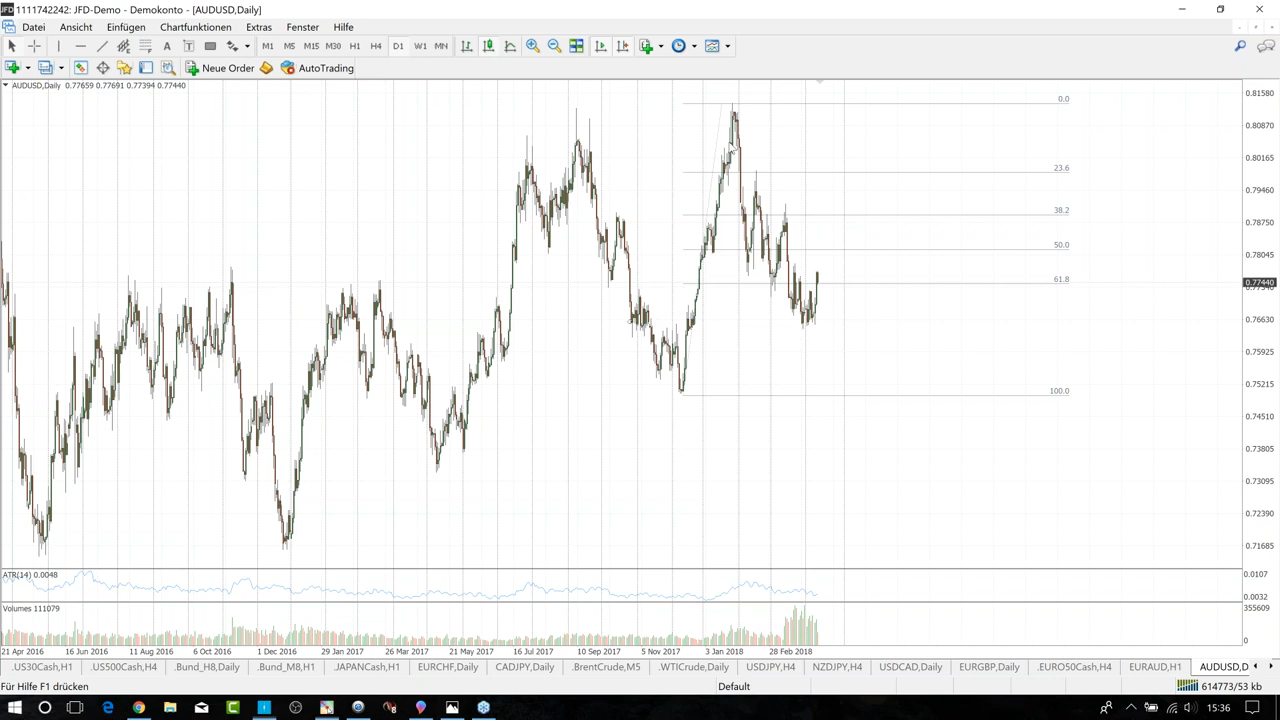 1111742242: JFD-Demo - Demokonto - [AUDUSD,Daily]
Datei Ansicht Einfügen Chartfunktionen Extras Fenster Hilfe
M1 M5 M15 M30 H1 H4 D1 W1 MN
New Order AutoTrading
AUDUSD,Daily 0.77659 0.77691 0.77394 0.77440
0.0
23.6
38.2
50.0
61.8
100.0
0.81580
0.80870
0.80165
0.79460
0.78750
0.78045
0.77440
0.76630
0.75925
0.75215
0.74510
0.73805
0.73095
0.72390
0.71685
ATR(14) 0.0048
0.0107
0.0032
Volumes 111079
355609
0
21 Apr 2016 16 Jun 2016 11 Aug 2016 6 Oct 2016 1 Dec 2016 29 Jan 2017 26 Mar 2017 21 May 2017 16 Jul 2017 10 Sep 2017 5 Nov 2017 3 Jan 2018 28 Feb 2018
.US30Cash,H1 .US500Cash,H4 .Bund_H8,Daily .Bund_M8,H1 .JAPANCash,H1 EURCHF,Daily CADJPY,Daily .BrentCrude,M5 .WTICrude,Daily USDJPY,H4 NZDJPY,H4 USDCAD,Daily EURGBP,Daily .EURO50Cash,H4 EURAUD,H1 AUDUSD,D
Für Hilfe F1 drücken Default 614773/53 kb
15:36